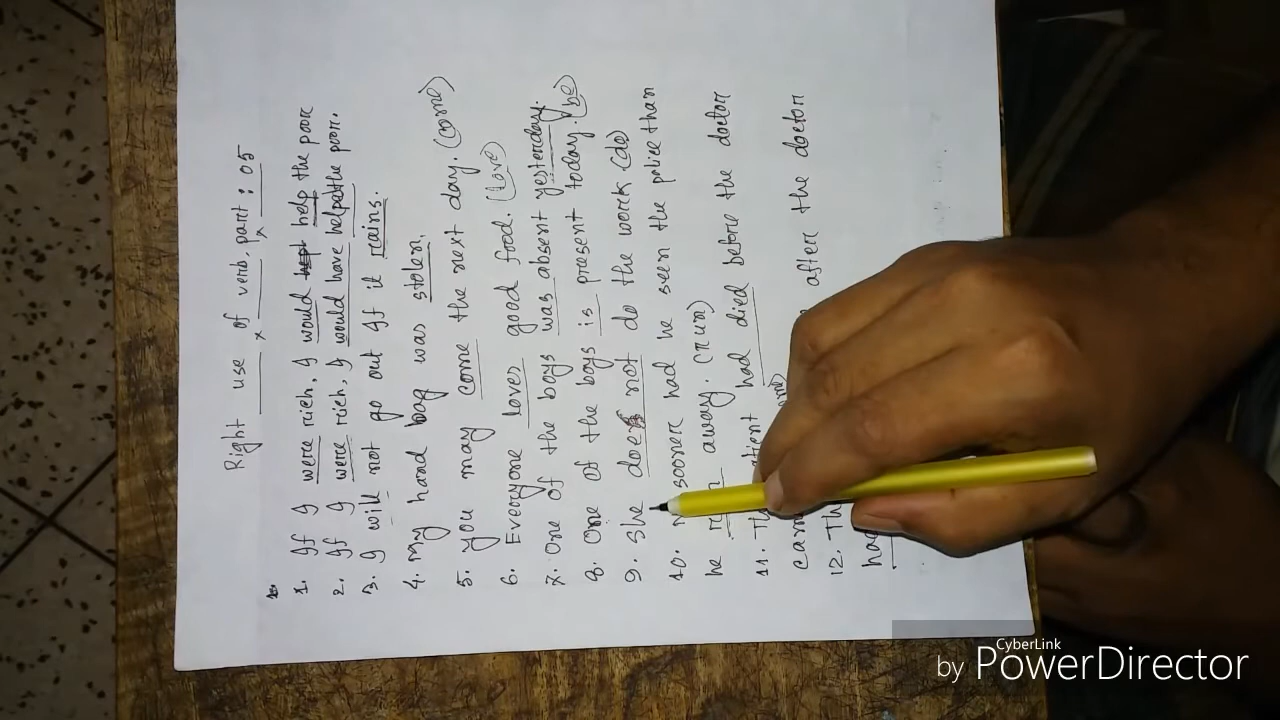 Right use of verb, part : 05
1. If I were rich, I would help the poor
2. If I were rich, I would have helped the poor.
3. I will not go out If it rains.
4. my hand bag was stolen.
5. you may come the next day. (come)
6. Everyone loves good food. (love)
7. one of the boys was absent yesterday.
8. one of the boys is present today. (be)
9. She does not do the work (do)
10. sooner had he seen the police than
he away. (run)
11. had died before the doctor
12. after the doctor
CyberLink
by PowerDirector